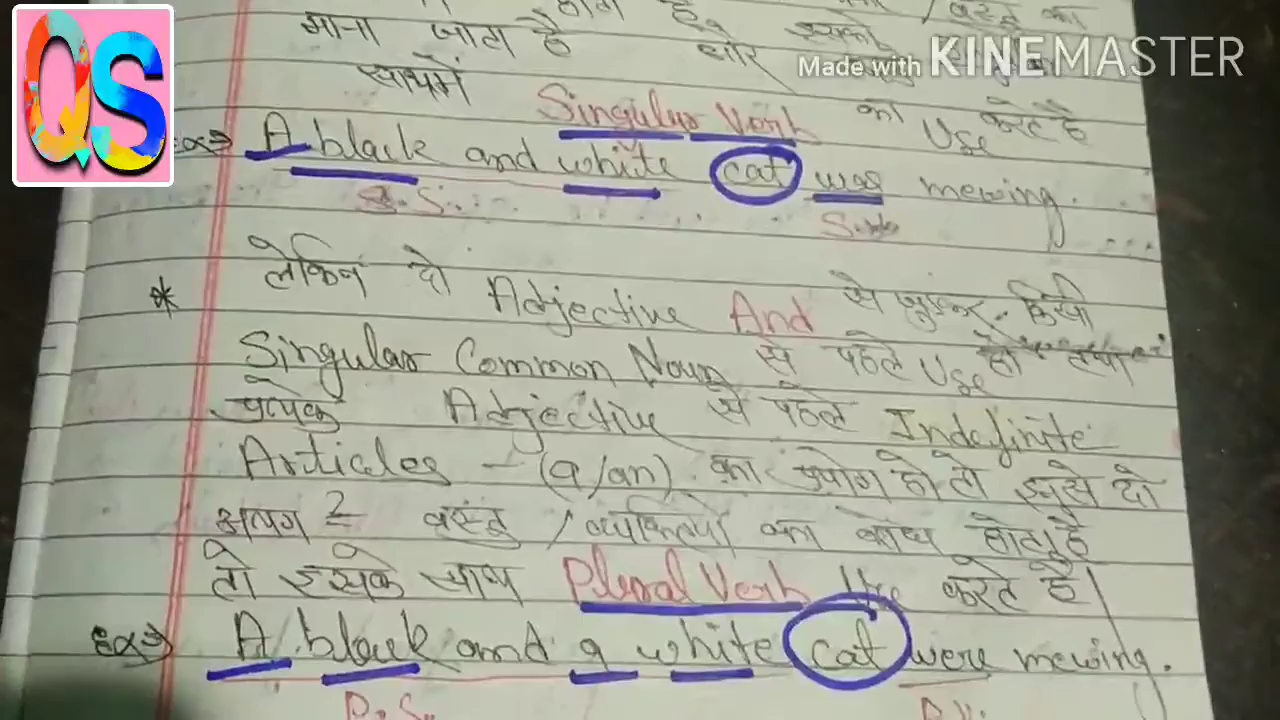 QS
Made with KINEMASTER
होता है
/वस्तु का
माना जाता है और इसको
साथमें Singular Verb का Use करते है
Ex⇒ A black and white cat was mewing.
S.S. S.V.
* लेकिन दो Adjective And से जुड़कर किसी
Singular Common Noun से पहले Use हो तथा
प्रत्येक Adjective से पहले Indefinite
Articles – (a/an) का प्रयोग हो तो इससे दो
अलग 2 वस्तु /व्यक्तियों का बोध होता है
तो इसके साथ Plural Verb Use करते है।
Ex⇒ A black and a white cat were mewing.
P.S. P.V.